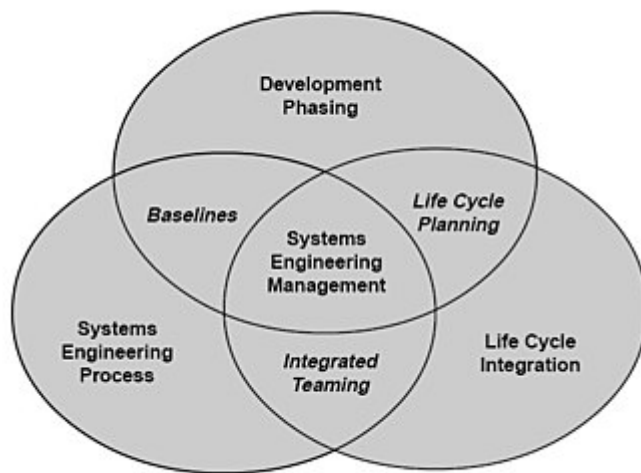 Development
Phasing
Baselines
Life Cycle
Planning
Systems
Engineering
Management
Systems
Engineering
Process
Integrated
Teaming
Life Cycle
Integration